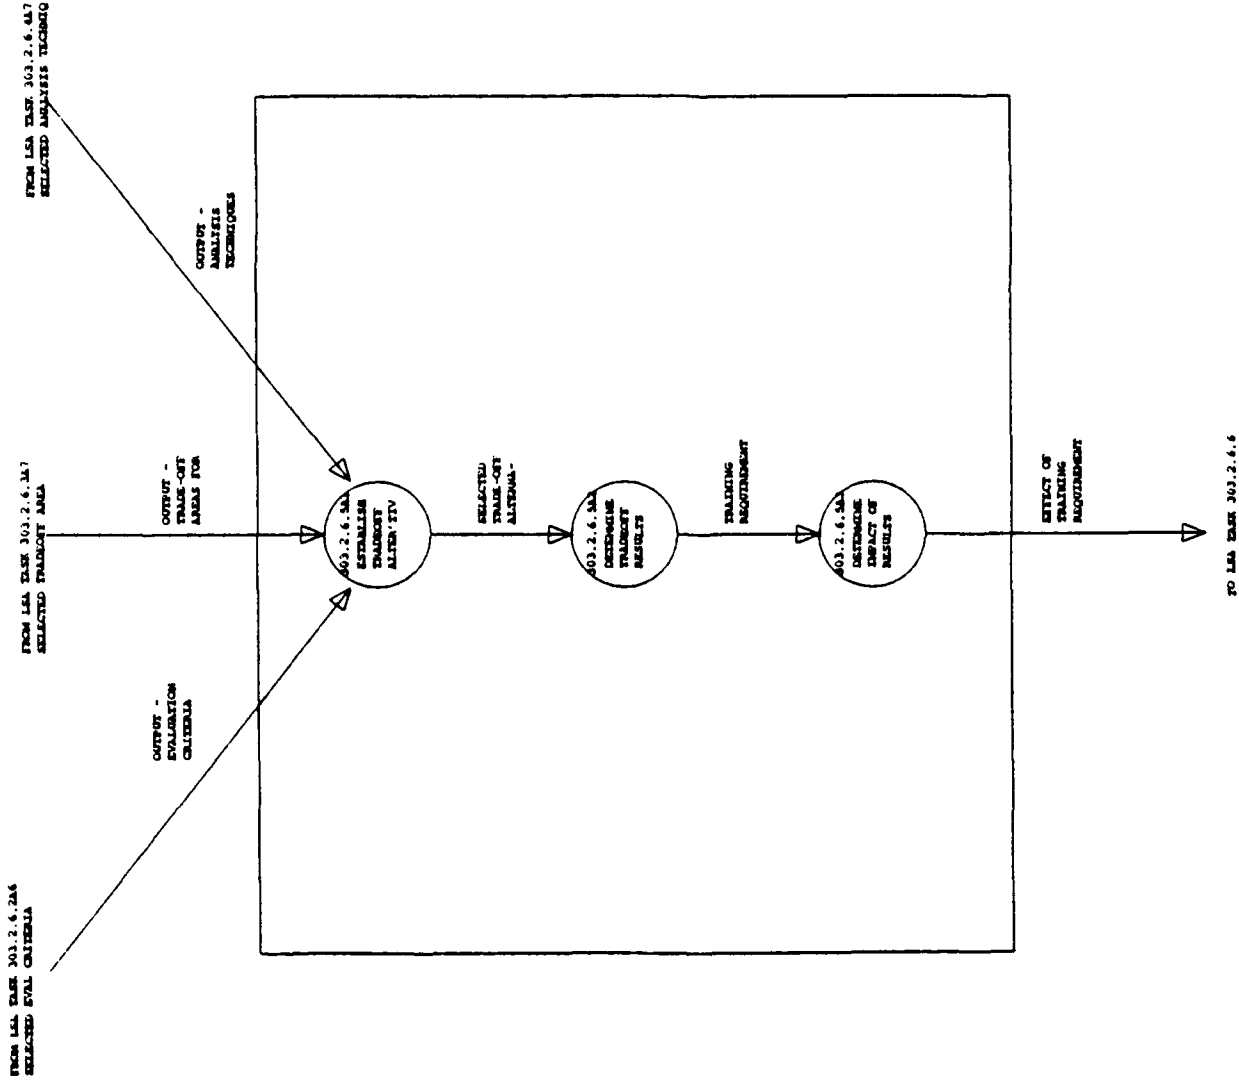 FROM LSA TASK 303.2.6.2A6
SELECTED EVAL CRITERIA
OUTPUT -
EVALUATION
CRITERIA
FROM LSA TASK 303.2.6.3A7
SELECTED TRADEOFF AREA
OUTPUT -
TRADE-OFF
AREAS FOR
FROM LSA TASK 303.2.6.4A7
SELECTED ANALYSIS TECHNIQ
OUTPUT -
ANALYSIS
TECHNIQUES
303.2.6.5A1
ESTABLISH
TRADEOFF
ALTER'TIV
SELECTED
TRADE-OFF
ALTERNA-
303.2.6.5A2
DETERMINE
TRADEOFF
RESULTS
TRAINING
REQUIREMENT
303.2.6.5A3
DETERMINE
IMPACT OF
RESULTS
EFFECT OF
TRAINING
REQUIREMENT
TO LSA TASK 303.2.6.6